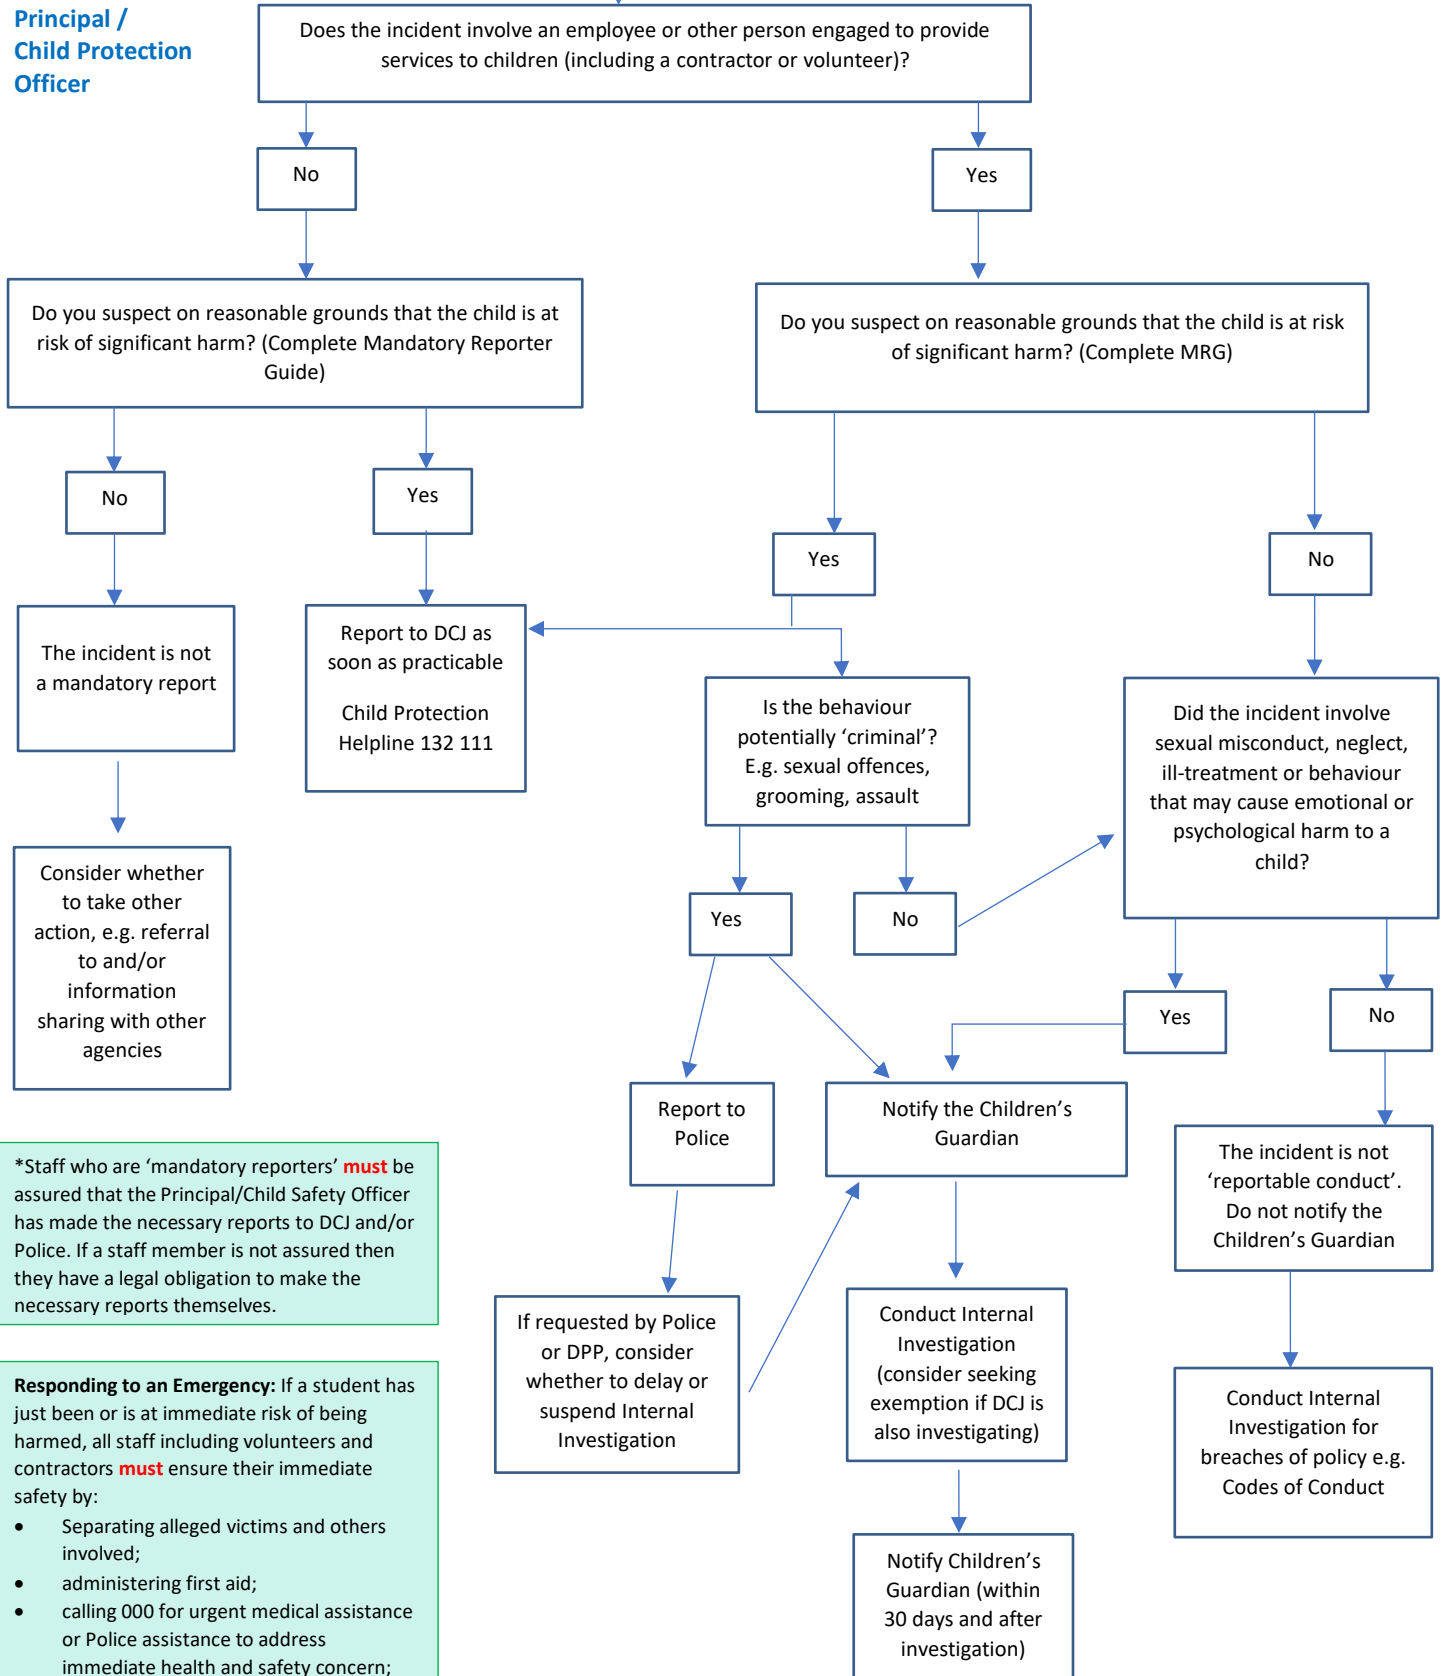 Principal /
Child Protection
Officer
Does the incident involve an employee or other person engaged to provide
services to children (including a contractor or volunteer)?
No
Yes
Do you suspect on reasonable grounds that the child is at
risk of significant harm? (Complete Mandatory Reporter
Guide)
Do you suspect on reasonable grounds that the child is at risk
of significant harm? (Complete MRG)
No
Yes
Yes
No
The incident is not
a mandatory report
Report to DCJ as
soon as practicable
Child Protection
Helpline 132 111
Is the behaviour
potentially ‘criminal’?
E.g. sexual offences,
grooming, assault
Did the incident involve
sexual misconduct, neglect,
ill-treatment or behaviour
that may cause emotional or
psychological harm to a
child?
Consider whether
to take other
action, e.g. referral
to and/or
information
sharing with other
agencies
Yes
No
Yes
No
Report to
Police
Notify the Children’s
Guardian
The incident is not
‘reportable conduct’.
Do not notify the
Children’s Guardian
*Staff who are ‘mandatory reporters’ must be
assured that the Principal/Child Safety Officer
has made the necessary reports to DCJ and/or
Police. If a staff member is not assured then
they have a legal obligation to make the
necessary reports themselves.
If requested by Police
or DPP, consider
whether to delay or
suspend Internal
Investigation
Conduct Internal
Investigation
(consider seeking
exemption if DCJ is
also investigating)
Conduct Internal
Investigation for
breaches of policy e.g.
Codes of Conduct
Responding to an Emergency: If a student has
just been or is at immediate risk of being
harmed, all staff including volunteers and
contractors must ensure their immediate
safety by:
• Separating alleged victims and others
involved;
• administering first aid;
• calling 000 for urgent medical assistance
or Police assistance to address
immediate health and safety concern;
Notify Children’s
Guardian (within
30 days and after
investigation)